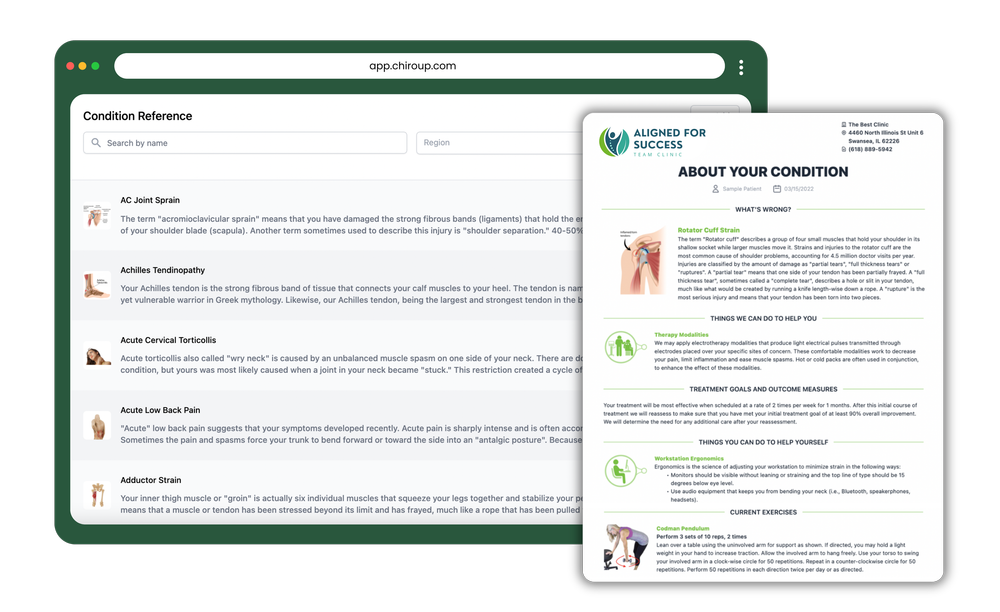 app.chiroup.com
Condition Reference
Search by name
Region
AC Joint Sprain
The term "acromioclavicular sprain" means that you have damaged the strong fibrous bands (ligaments) that hold the
of your shoulder blade (scapula). Another term sometimes used to describe this injury is "shoulder separation." 40-50%
Achilles Tendinopathy
Your Achilles tendon is the strong fibrous band of tissue that connects your calf muscles to your heel. The tendon is
yet vulnerable warrior in Greek mythology. Likewise, our Achilles tendon, being the largest and strongest tendon in the
Acute Cervical Torticollis
Acute torticollis also called "wry neck" is caused by an unbalanced muscle spasm on one side of your neck. There are
condition, but yours was most likely caused when a joint in your neck became "stuck." This restriction created a cycle of
Acute Low Back Pain
"Acute" low back pain suggests that your symptoms developed recently. Acute pain is sharply intense and is often
Sometimes the pain and spasms force your trunk to bend forward or toward the side into an "antalgic posture". Because
Adductor Strain
Your inner thigh muscle or "groin" is actually six individual muscles that squeeze your legs together and stabilize your
means that a muscle or tendon has been stressed beyond its limit and has frayed, much like a rope that has been pulled
ALIGNED FOR
SUCCESS
TEAM CLINIC
The Best Clinic
4460 North Illinois St Unit 6
Swansea, IL 62226
(618) 889-5942
ABOUT YOUR CONDITION
Sample Patient 03/15/2022
WHAT'S WRONG?
Rotator Cuff Strain
The term "Rotator cuff" describes a group of four small muscles that hold your shoulder in its
shallow socket while larger muscles move it. Strains and injuries to the rotator cuff are the
most common cause of shoulder problems, accounting for 4.5 million doctor visits per year.
Injuries are classified by the amount of damage as "partial tears", "full thickness tears" or
"ruptures". A "partial tear" means that one side of your tendon has been partially frayed. A "full
thickness tear", sometimes called a "complete tear", describes a hole or slit in your tendon,
much like what would be created by running a knife length-wise down a rope. A "rupture" is the
most serious injury and means that your tendon has been torn into two pieces.
THINGS WE CAN DO TO HELP YOU
Therapy Modalities
We may apply electrotherapy modalities that produce light electrical pulses transmitted through
electrodes placed over your specific sites of concern. These comfortable modalities work to decrease
your pain, limit inflammation and ease muscle spasms. Hot or cold packs are often used in conjunction,
to enhance the effect of these modalities.
TREATMENT GOALS AND OUTCOME MEASURES
Your treatment will be most effective when scheduled at a rate of 2 times per week for 1 months. After this initial course of
treatment we will reassess to make sure that you have met your initial treatment goal of at least 90% overall improvement.
We will determine the need for any additional care after your reassessment.
THINGS YOU CAN DO TO HELP YOURSELF
Workstation Ergonomics
Ergonomics is the science of adjusting your workstation to minimize strain in the following ways:
- Monitors should be visible without leaning or straining and the top line of type should be 15
degrees below eye level.
- Use audio equipment that keeps you from bending your neck (i.e., Bluetooth, speakerphones,
headsets).
CURRENT EXERCISES
Codman Pendulum
Perform 3 sets of 10 reps, 2 times
Lean over a table using the uninvolved arm for support as shown. If directed, you may hold a light
weight in your hand to increase traction. Allow the involved arm to hang freely. Use your torso to swing
your involved arm in a clock-wise circle for 50 repetitions. Repeat in a counter-clockwise circle for 50
repetitions. Perform 50 repetitions in each direction twice per day or as directed.